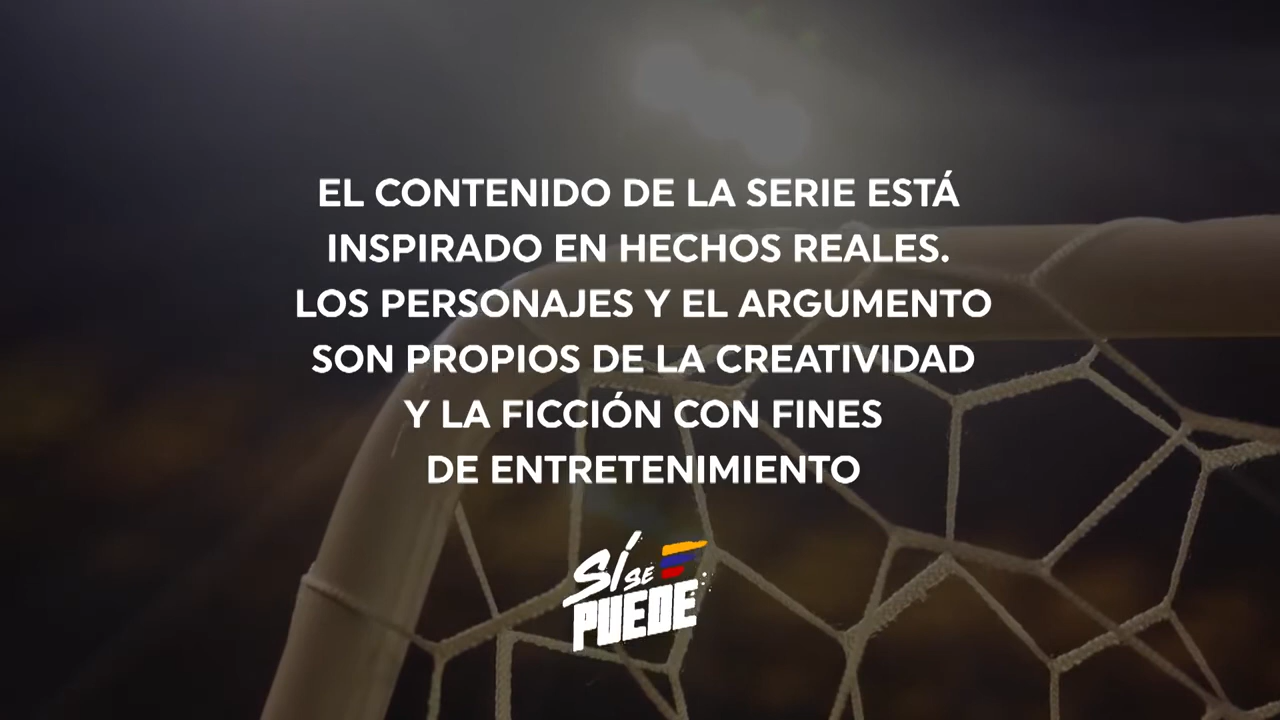 EL CONTENIDO DE LA SERIE ESTÁ
INSPIRADO EN HECHOS REALES.
LOS PERSONAJES Y EL ARGUMENTO
SON PROPIOS DE LA CREATIVIDAD
Y LA FICCIÓN CON FINES
DE ENTRETENIMIENTO
SÍ SE
PUEDE